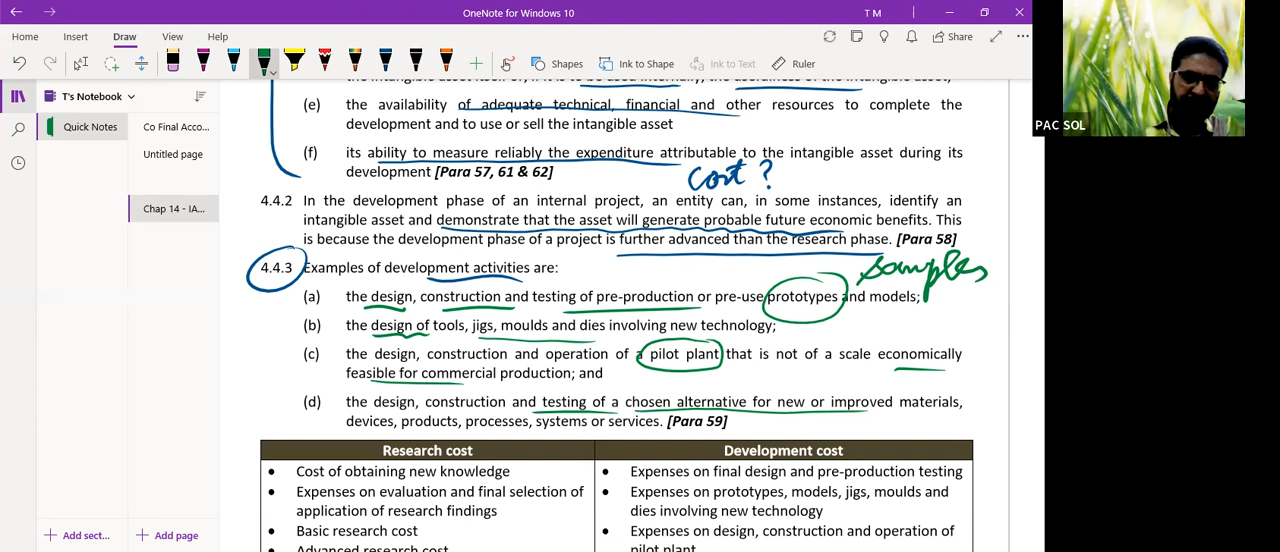 OneNote for Windows 10
T M
Home Insert Draw View Help
Share
Shapes Ink to Shape Ink to Text Ruler
T's Notebook
Quick Notes
Co Final Acco...
Untitled page
Chap 14 - IA...
Add sect...
Add page
PAC SOL
(e) the availability of adequate technical, financial and other resources to complete the
development and to use or sell the intangible asset
(f) its ability to measure reliably the expenditure attributable to the intangible asset during its
development [Para 57, 61 & 62]
cost ?
4.4.2 In the development phase of an internal project, an entity can, in some instances, identify an
intangible asset and demonstrate that the asset will generate probable future economic benefits. This
is because the development phase of a project is further advanced than the research phase. [Para 58]
4.4.3 Examples of development activities are:
samples
(a) the design, construction and testing of pre-production or pre-use prototypes and models;
(b) the design of tools, jigs, moulds and dies involving new technology;
(c) the design, construction and operation of a pilot plant that is not of a scale economically
feasible for commercial production; and
(d) the design, construction and testing of a chosen alternative for new or improved materials,
devices, products, processes, systems or services. [Para 59]
Research cost
• Cost of obtaining new knowledge
• Expenses on evaluation and final selection of
application of research findings
• Basic research cost
• Advanced research cost
Development cost
• Expenses on final design and pre-production testing
• Expenses on prototypes, models, jigs, moulds and
dies involving new technology
• Expenses on design, construction and operation of
pilot plant